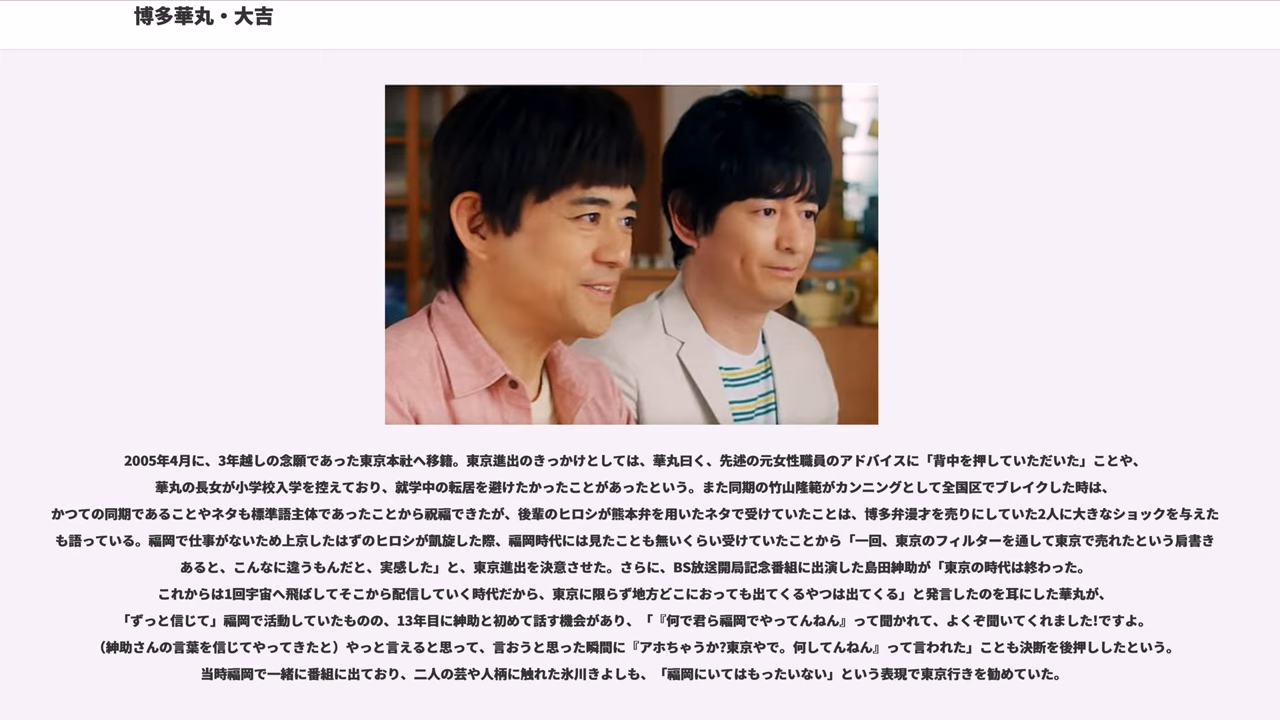 博多華丸・大吉
2005年4月に、3年越しの念願であった東京本社へ移籍。東京進出のきっかけとしては、華丸曰く、先述の元女性職員のアドバイスに「背中を押していただいた」ことや、
華丸の長女が小学校入学を控えており、就学中の転居を避けたかったことがあったという。また同期の竹山隆範がカンニングとして全国区でブレイクした時は、
かつての同期であることやネタも標準語主体であったことから祝福できたが、後輩のヒロシが熊本弁を用いたネタで受けていたことは、博多弁漫才を売りにしていた2人に大きなショックを与えた
も語っている。福岡で仕事がないため上京したはずのヒロシが凱旋した際、福岡時代には見たことも無いくらい受けていたことから「一回、東京のフィルターを通して東京で売れたという肩書き
あると、こんなに違うもんだと、実感した」と、東京進出を決意させた。さらに、BS放送開局記念番組に出演した島田紳助が「東京の時代は終わった。
これからは1回宇宙へ飛ばしてそこから配信していく時代だから、東京に限らず地方どこにおっても出てくるやつは出てくる」と発言したのを耳にした華丸が、
「ずっと信じて」福岡で活動していたものの、13年目に紳助と初めて話す機会があり、「『何で君ら福岡でやってんねん』って聞かれて、よくぞ聞いてくれました!ですよ。
（紳助さんの言葉を信じてやってきたと）やっと言えると思って、言おうと思った瞬間に『アホちゃうか?東京やで。何してんねん』って言われた」ことも決断を後押ししたという。
当時福岡で一緒に番組に出ており、二人の芸や人柄に触れた氷川きよしも、「福岡にいてはもったいない」という表現で東京行きを勧めていた。